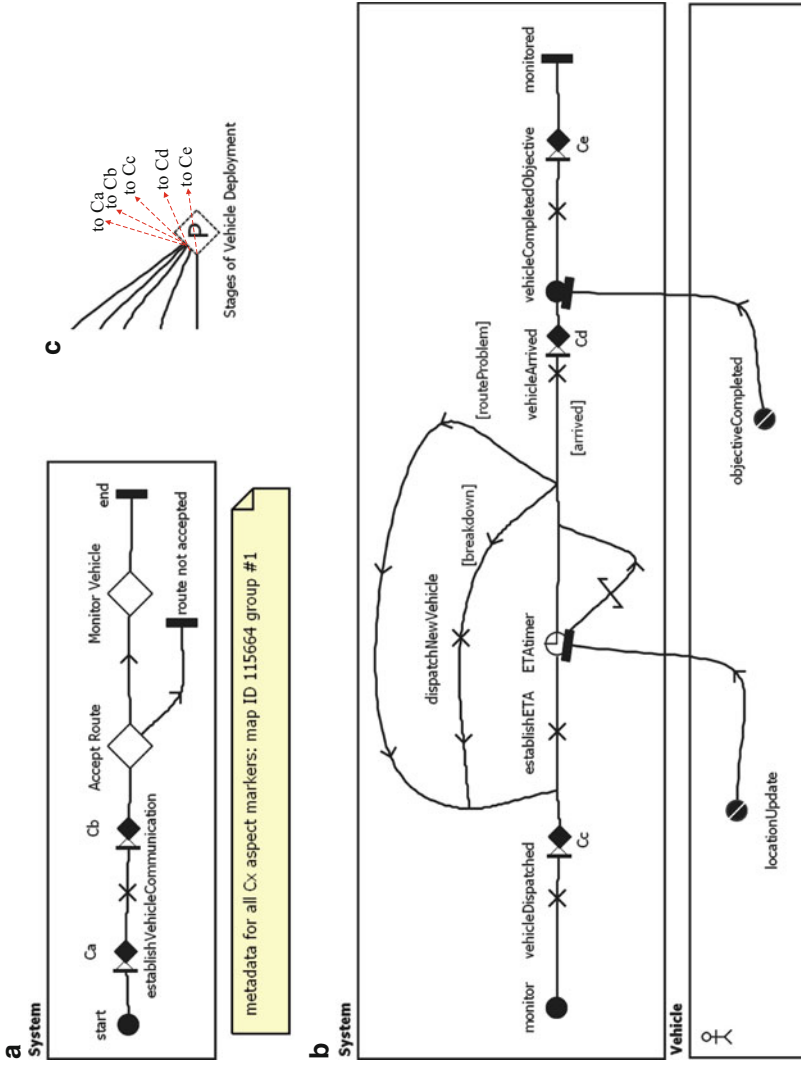 a
System
start
Ca
establishVehicleCommunication
Cb
Accept Route
Monitor Vehicle
end
route not accepted
metadata for all Cx aspect markers: map ID 115664 group #1
c
to Ca
to Cb
to Cc
to Cd
to Ce
P
Stages of Vehicle Deployment
b
System
monitor
vehicleDispatched
Cc
establishETA
ETAtimer
dispatchNewVehicle
[breakdown]
[routeProblem]
[arrived]
vehicleArrived
Cd
vehicleCompletedObjective
Ce
monitored
Vehicle
locationUpdate
objectiveCompleted